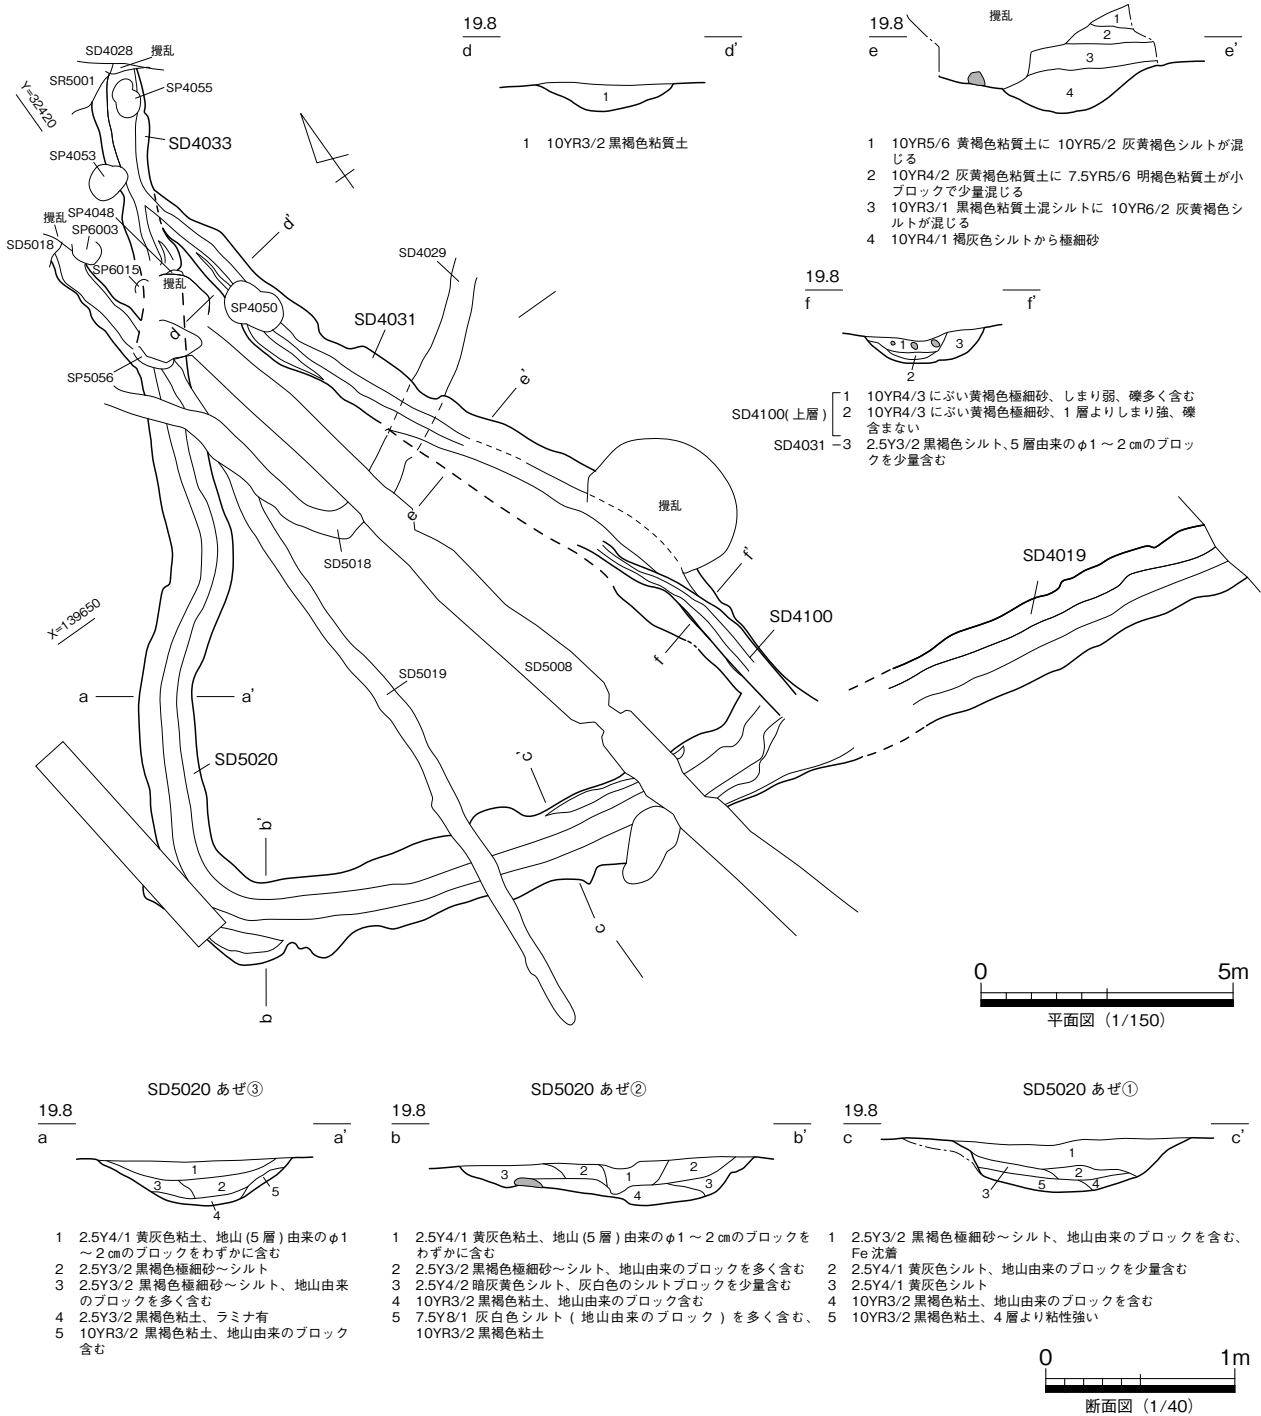 19.8
d
d'
1 10YR3/2 黒褐色粘質土
19.8
e
攪乱
e'
1
2
3
4
1 10YR5/6 黄褐色粘質土に 10YR5/2 灰黄褐色シルトが混
じる
2 10YR4/2 灰黄褐色粘質土に 7.5YR5/6 明褐色粘質土が小
ブロックで少量混じる
3 10YR3/1 黒褐色粘質土混シルトに 10YR6/2 灰黄褐色シ
ルトが混じる
4 10YR4/1 褐灰色シルトから極細砂
19.8
f
f'
1
3
2
SD4100(上層)
1 10YR4/3 にぶい黄褐色極細砂、しまり弱、礫多く含む
2 10YR4/3 にぶい黄褐色極細砂、1 層よりしまり強、礫
含まない
SD4031 −3 2.5Y3/2 黒褐色シルト、5 層由来のφ1 ～ 2 ㎝のブロッ
クを少量含む
SD4028
攪乱
SR5001
SP4055
Y=32420
SD4033
SP4053
攪乱
SP4048
SP6003
SD5018
SP6015
攪乱
d'
SD4029
SP4050
d
SD4031
SP5056
e'
e
攪乱
SD5018
f'
SD4019
X=139650
SD4100
f
SD5008
SD5019
a
a'
SD5020
c'
b'
c
b
0
5m
平面図（1/150）
SD5020 あぜ③
19.8
a
a'
1
3
2
5
4
1 2.5Y4/1 黄灰色粘土、地山 (5 層 ) 由来のφ1
～ 2 ㎝のブロックをわずかに含む
2 2.5Y3/2 黒褐色極細砂～シルト
3 2.5Y3/2 黒褐色極細砂～シルト、地山由来
のブロックを多く含む
4 2.5Y3/2 黒褐色粘土、ラミナ有
5 10YR3/2 黒褐色粘土、地山由来のブロック
含む
SD5020 あぜ②
19.8
b
b'
3
2
1
2
3
4
1 2.5Y4/1 黄灰色粘土、地山 (5 層 ) 由来のφ1 ～ 2 ㎝のブロックを
わずかに含む
2 2.5Y3/2 黒褐色極細砂～シルト、地山由来のブロックを多く含む
3 2.5Y4/2 暗灰黄色シルト、灰白色のシルトブロックを少量含む
4 10YR3/2 黒褐色粘土、地山由来のブロック含む
5 7.5Y8/1 灰白色シルト ( 地山由来のブロック ) を多く含む、
10YR3/2 黒褐色粘土
SD5020 あぜ①
19.8
c
c'
1
2
3
5
4
1 2.5Y3/2 黒褐色極細砂～シルト、地山由来のブロックを含む、
Fe 沈着
2 2.5Y4/1 黄灰色シルト、地山由来のブロックを少量含む
3 2.5Y4/1 黄灰色シルト
4 10YR3/2 黒褐色粘土、地山由来のブロックを含む
5 10YR3/2 黒褐色粘土、4 層より粘性強い
0
1m
断面図（1/40）